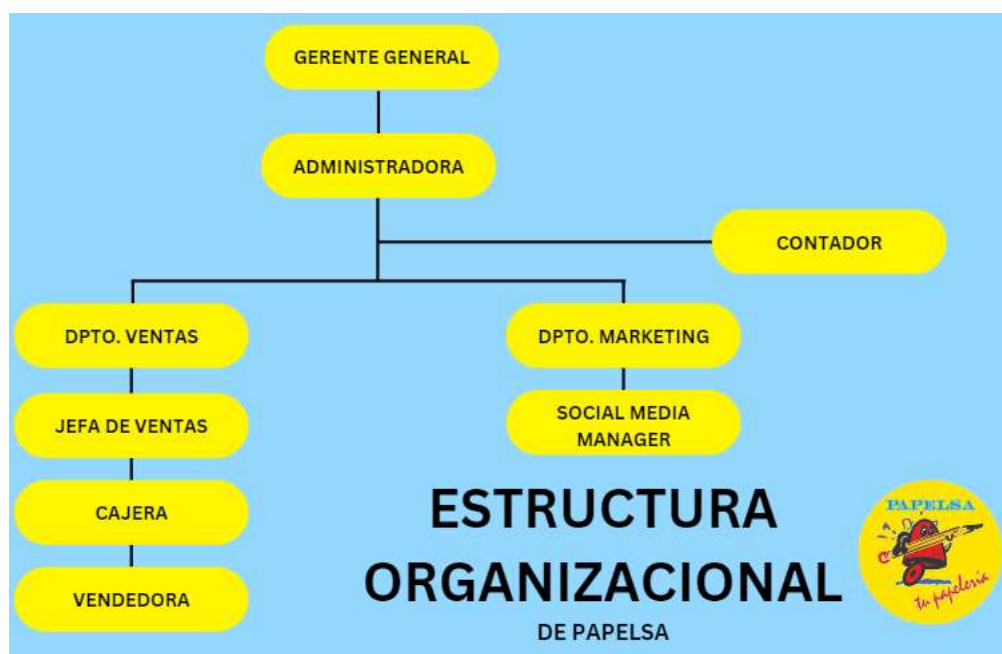 GERENTE GENERAL
ADMINISTRADORA
CONTADOR
DPTO. VENTAS
DPTO. MARKETING
JEFA DE VENTAS
SOCIAL MEDIA
MANAGER
CAJERA
VENDEDORA
ESTRUCTURA
ORGANIZACIONAL
DE PAPELSA
PAPELSA
tu papelería